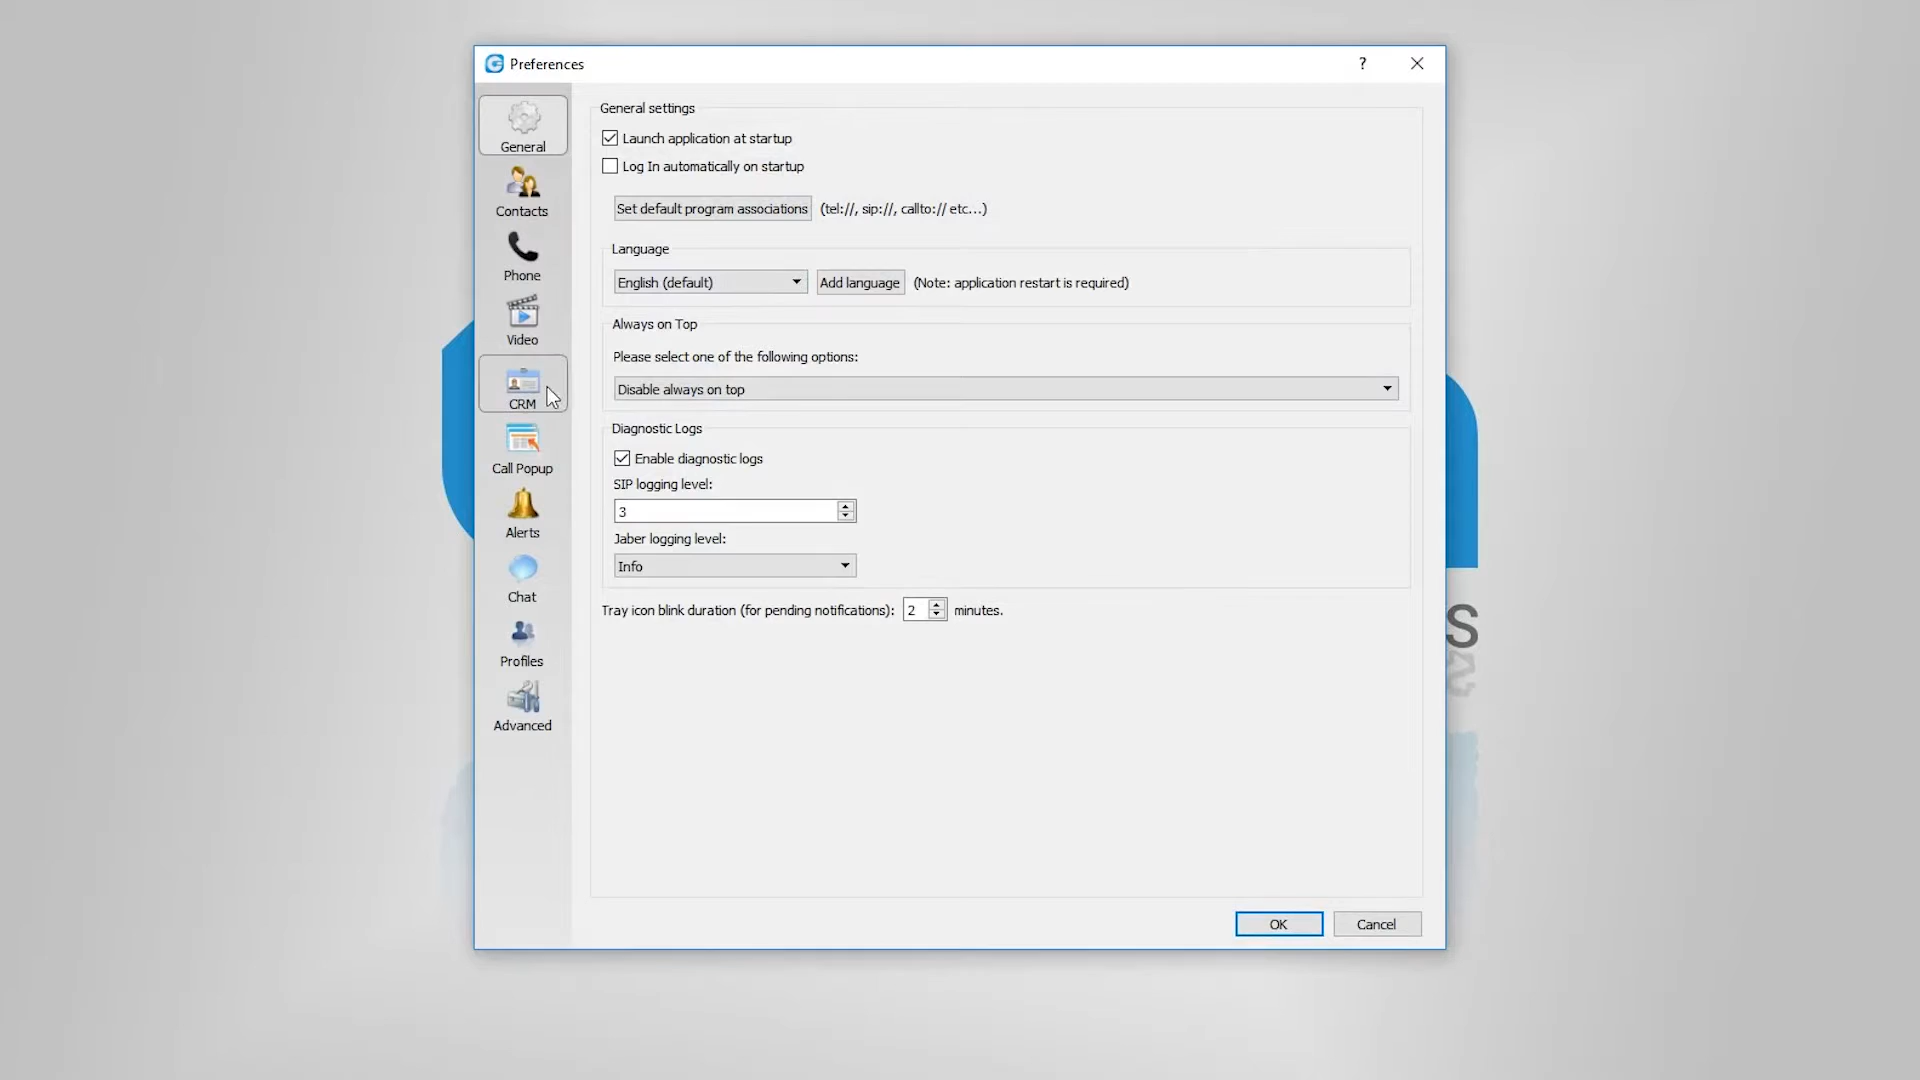 Preferences
?
General settings
General
Launch application at startup
Log In automatically on startup
Contacts
Set default program associations (tel://, sip://, callto:// etc...)
Language
Phone
English (default) Add language (Note: application restart is required)
Video
Always on Top
Please select one of the following options:
Disable always on top
CRM
Diagnostic Logs
Enable diagnostic logs
Call Popup
SIP logging level:
3
Alerts
Jaber logging level:
Info
Chat
Tray icon blink duration (for pending notifications): 2 minutes.
Profiles
Advanced
OK Cancel
S